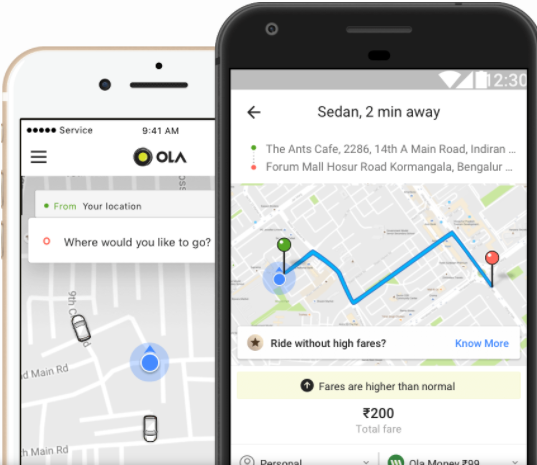 Service
9:41 AM
OLA
From Your location
Where would you like to go?
9th C
d Main Rd
h Main Rd
12:30
Sedan, 2 min away
The Ants Cafe, 2286, 14th A Main Road, Indiran ...
Forum Mall Hosur Road Kormangala, Bengalur ...
Ride without high fares? Know More
Fares are higher than normal
₹200
Total fare
Personal
Ola Money ₹99